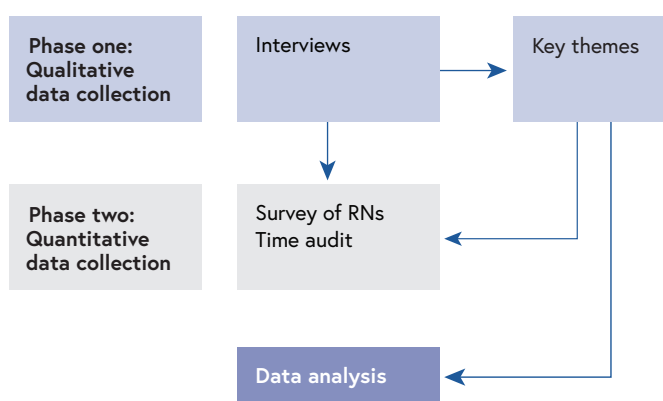 Phase one:
Qualitative
data collection
Interviews
Key themes
Phase two:
Quantitative
data collection
Survey of RNs
Time audit
Data analysis